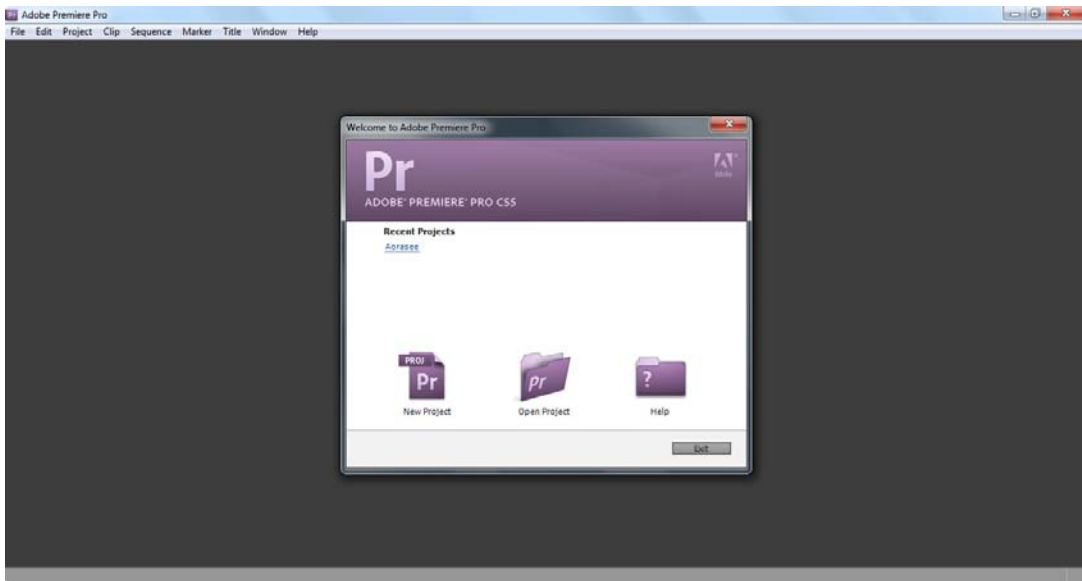 Adobe Premiere Pro
File Edit Project Clip Sequence Marker Title Window Help
Welcome to Adobe Premiere Pro
Pr
Adobe
ADOBE® PREMIERE® PRO CS5
Recent Projects
Aorasee
PROJ
Pr
Pr
?
New Project Open Project Help
Exit